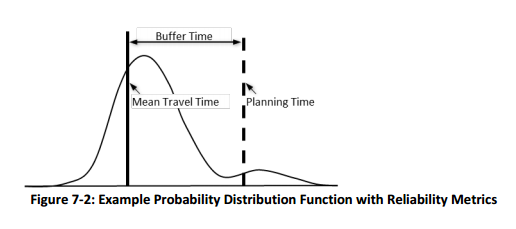 Buffer Time
Mean Travel Time
Planning Time
Figure 7-2: Example Probability Distribution Function with Reliability Metrics